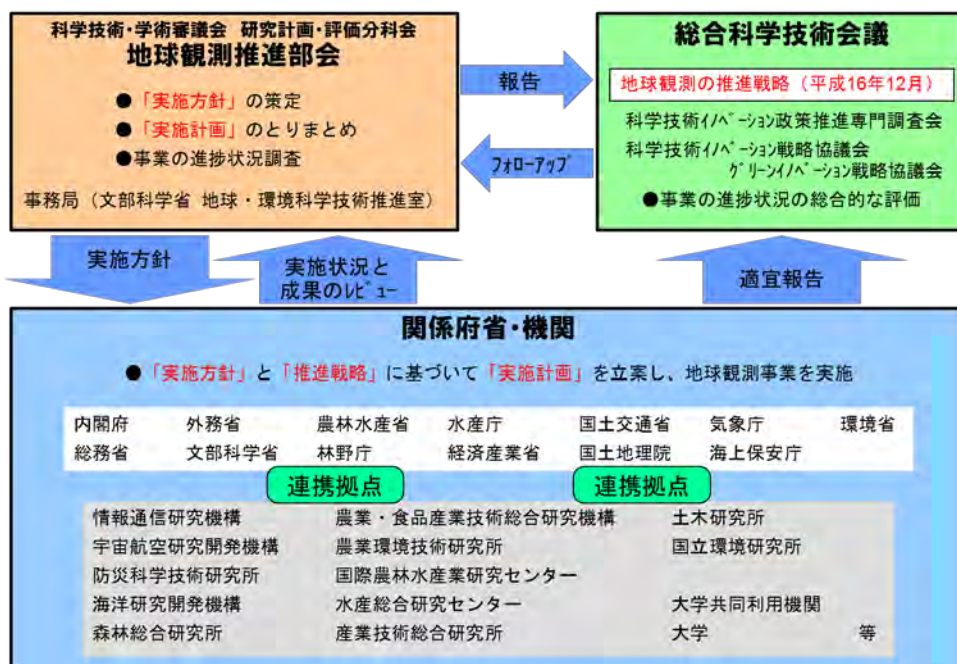 科学技術・学術審議会 研究計画・評価分科会
地球観測推進部会
●「実施方針」の策定
●「実施計画」のとりまとめ
●事業の進捗状況調査
事務局（文部科学省 地球・環境科学技術推進室）
報告
フォローアップ
総合科学技術会議
地球観測の推進戦略（平成16年12月）
科学技術イノベーション政策推進専門調査会
科学技術イノベーション戦略協議会
グリーンイノベーション戦略協議会
●事業の進捗状況の総合的な評価
実施方針
実施状況と
成果のレビュー
適宜報告
関係府省・機関
●「実施方針」と「推進戦略」に基づいて「実施計画」を立案し、地球観測事業を実施
内閣府 外務省 農林水産省 水産庁 国土交通省 気象庁 環境省
総務省 文部科学省 林野庁 経済産業省 国土地理院 海上保安庁
連携拠点 連携拠点
情報通信研究機構 農業・食品産業技術総合研究機構 土木研究所
宇宙航空研究開発機構 農業環境技術研究所 国立環境研究所
防災科学技術研究所 国際農林水産業研究センター
海洋研究開発機構 水産総合研究センター 大学共同利用機関
森林総合研究所 産業技術総合研究所 大学 等